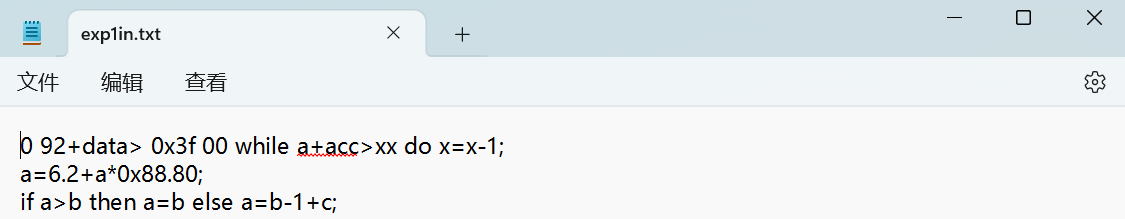 exp1in.txt
文件 编辑 查看
0 92+data> 0x3f 00 while a+acc>xx do x=x-1;
a=6.2+a*0x88.80;
if a>b then a=b else a=b-1+c;